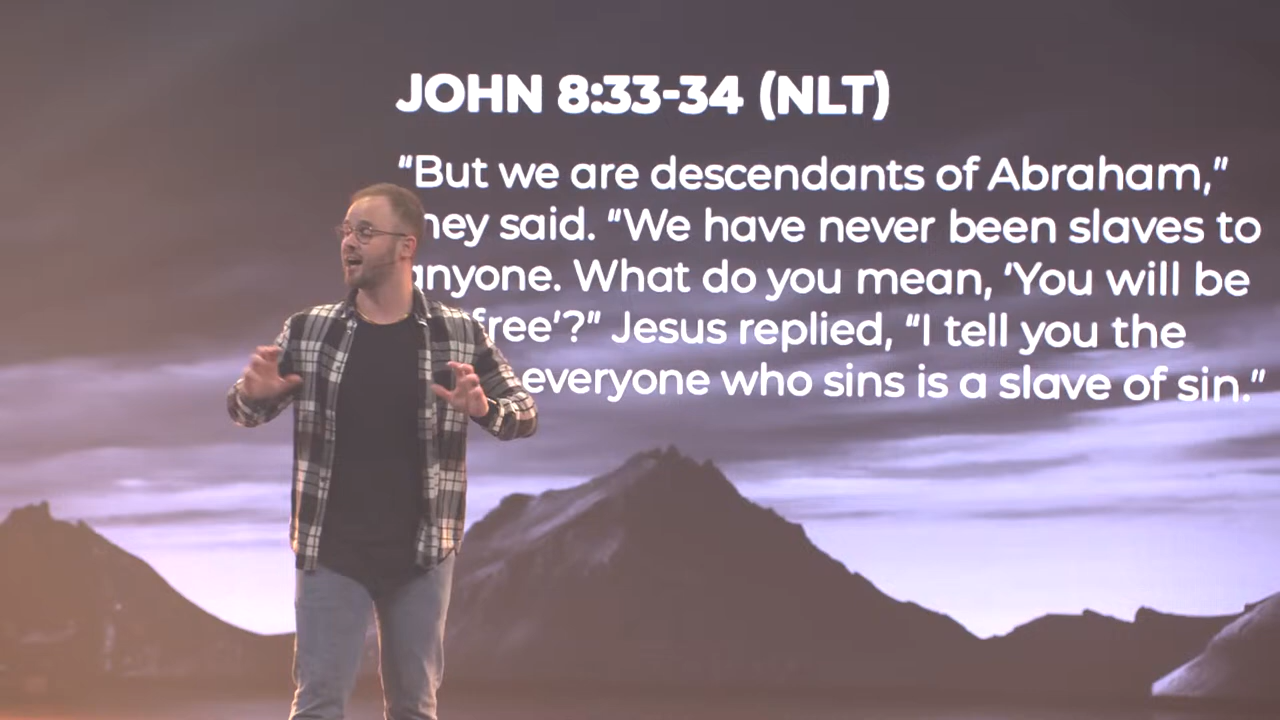 JOHN 8:33-34 (NLT)
“But we are descendants of Abraham,”
said. “We have never been slaves to
anyone. What do you mean, ‘You will be
free’?” Jesus replied, “I tell you the
everyone who sins is a slave of sin.”